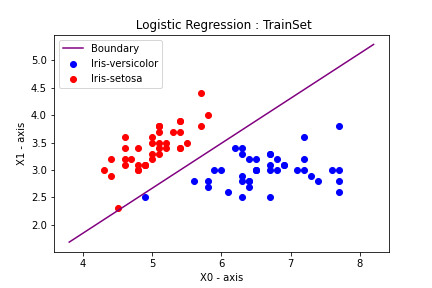 Logistic Regression : TrainSet
Boundary
Iris-versicolor
Iris-setosa
5.0
4.5
4.0
3.5
3.0
2.5
2.0
X1 - axis
4 5 6 7 8
X0 - axis